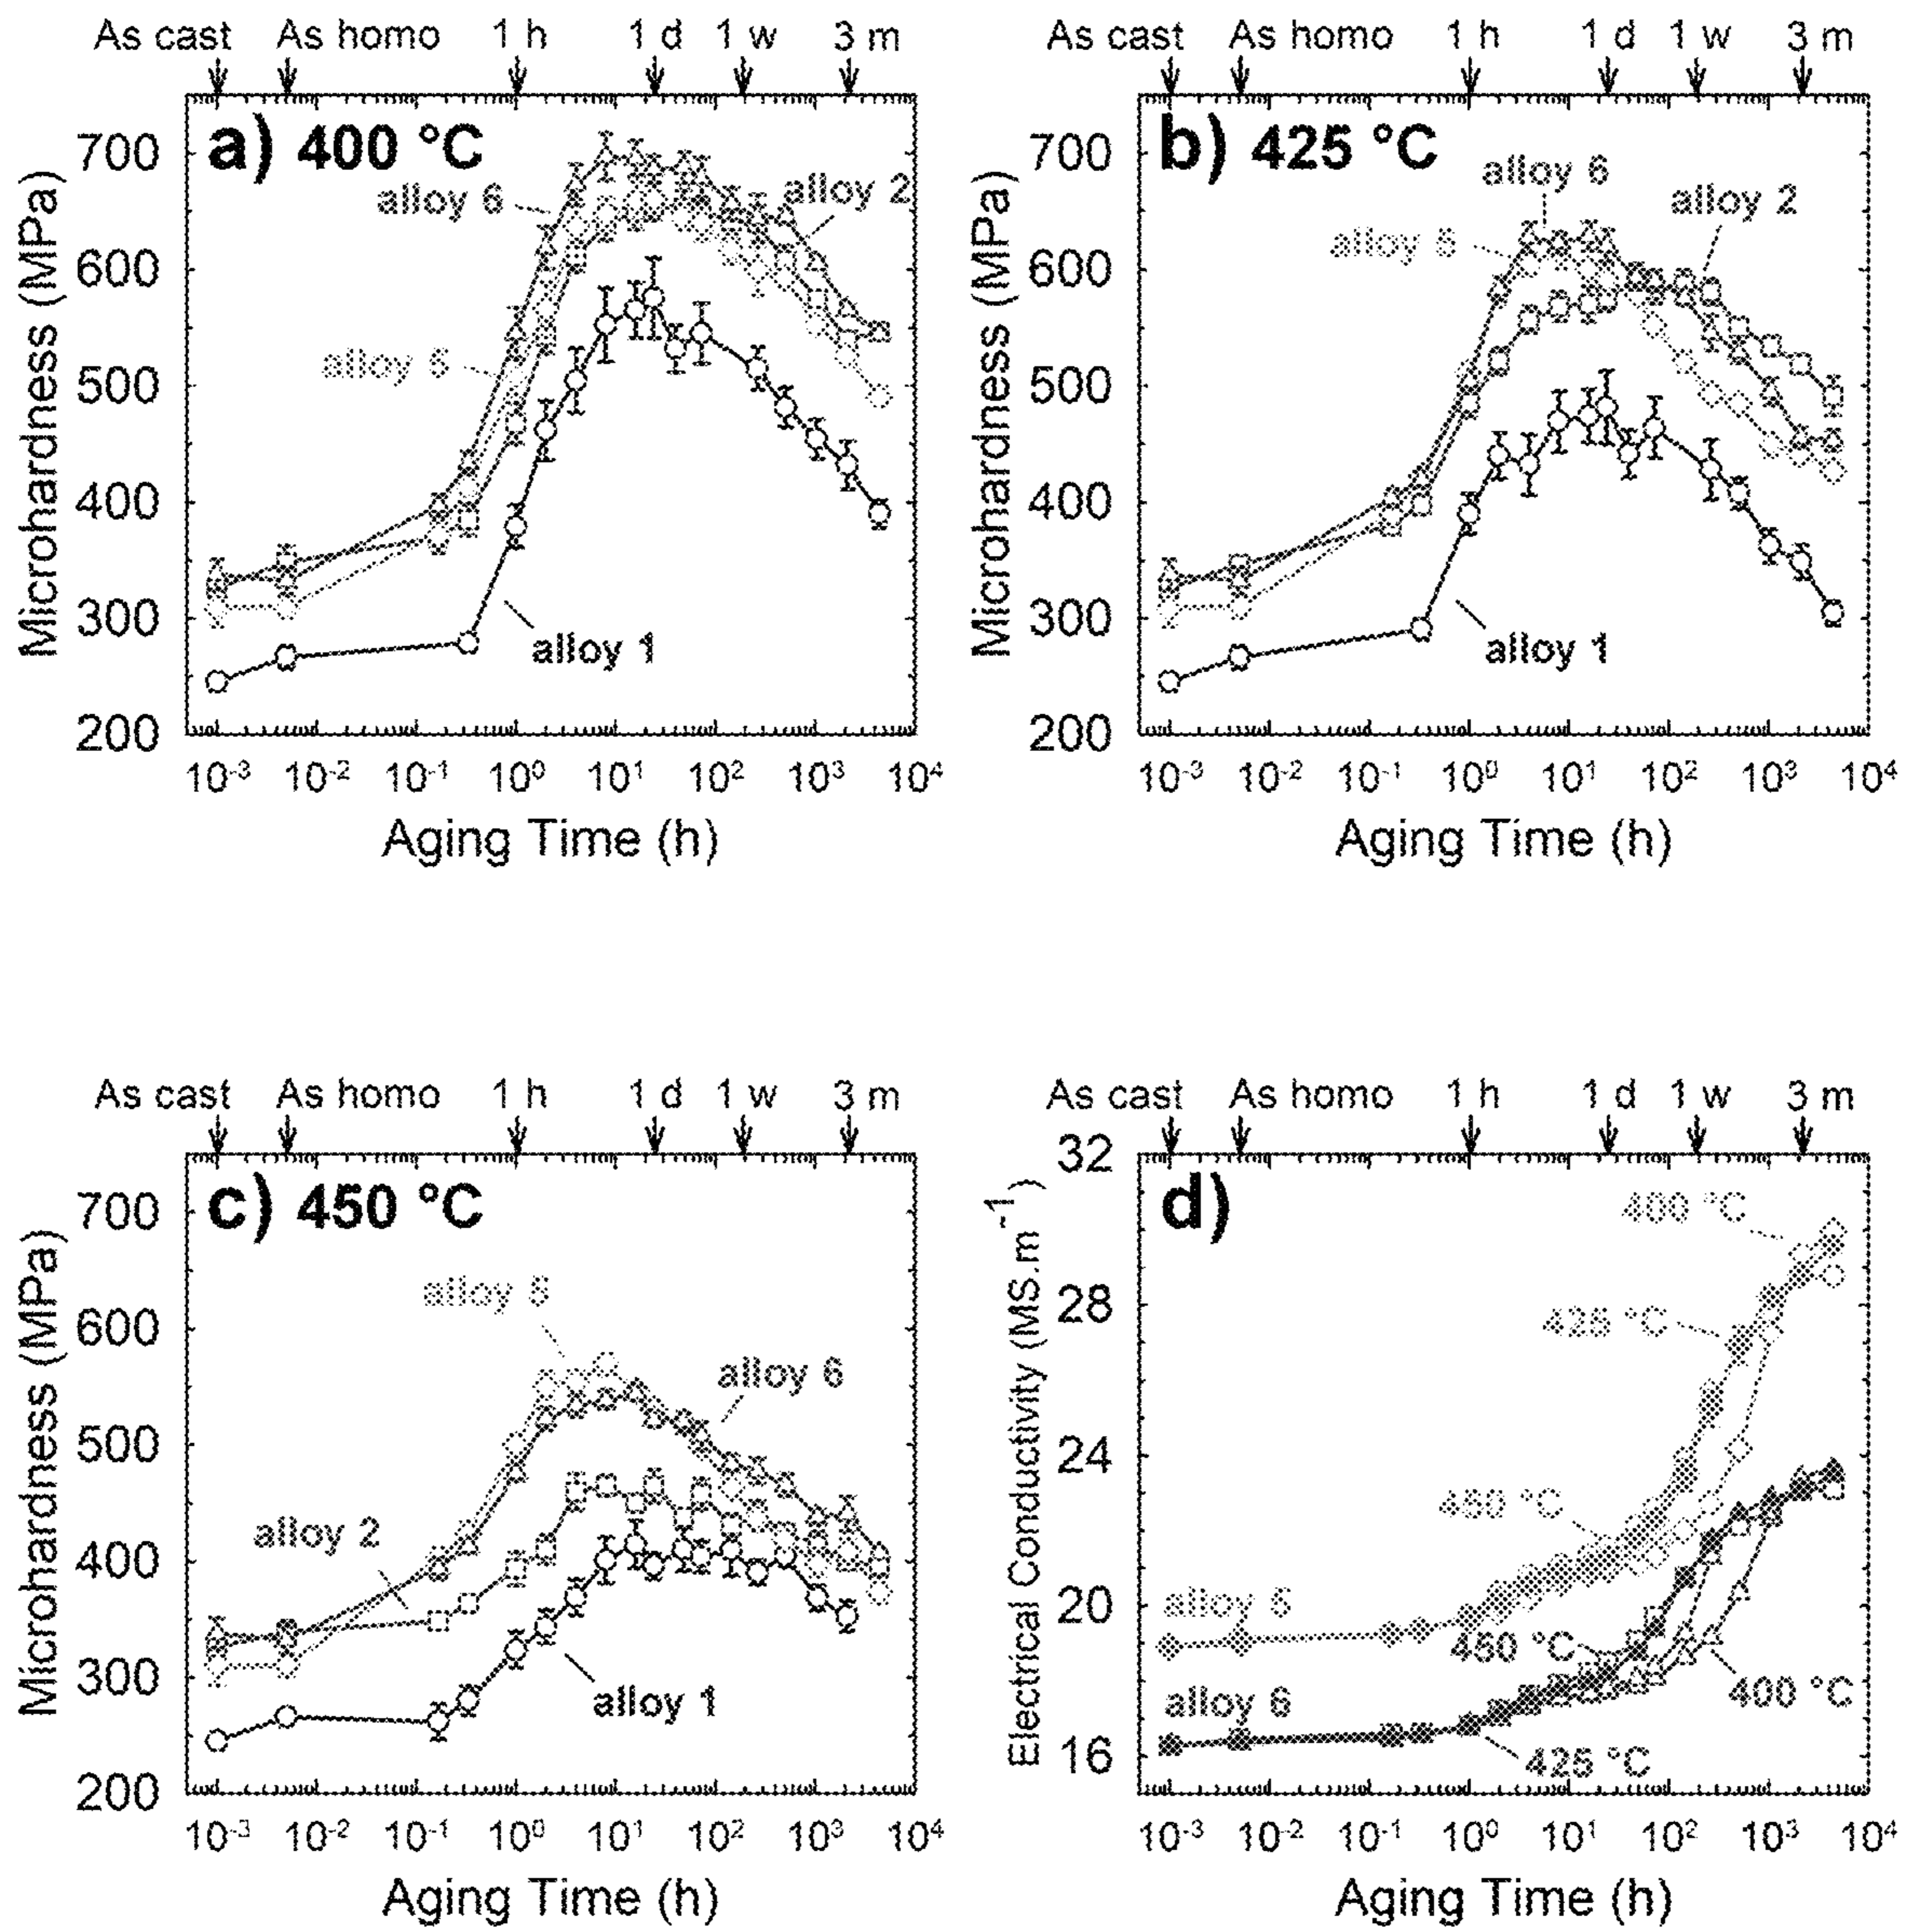 As cast As homo 1 h 1 d 1 w 3 m
a) 400 °C
Microhardness (MPa)
700
600
500
400
300
200
alloy 6
alloy 2
alloy 5
alloy 1
10-3 10-2 10-1 100 101 102 103 104
Aging Time (h)
As cast As homo 1 h 1 d 1 w 3 m
b) 425 °C
Microhardness (MPa)
700
600
500
400
300
200
alloy 6
alloy 2
alloy 5
alloy 1
10-3 10-2 10-1 100 101 102 103 104
Aging Time (h)
As cast As homo 1 h 1 d 1 w 3 m
c) 450 °C
Microhardness (MPa)
700
600
500
400
300
200
alloy 5
alloy 6
alloy 2
alloy 1
10-3 10-2 10-1 100 101 102 103 104
Aging Time (h)
As cast As homo 1 h 1 d 1 w 3 m
d)
Electrical Conductivity (MS.m-1)
32
28
24
20
16
400 °C
425 °C
450 °C
alloy 5
450 °C
alloy 6
400 °C
425 °C
10-3 10-2 10-1 100 101 102 103 104
Aging Time (h)